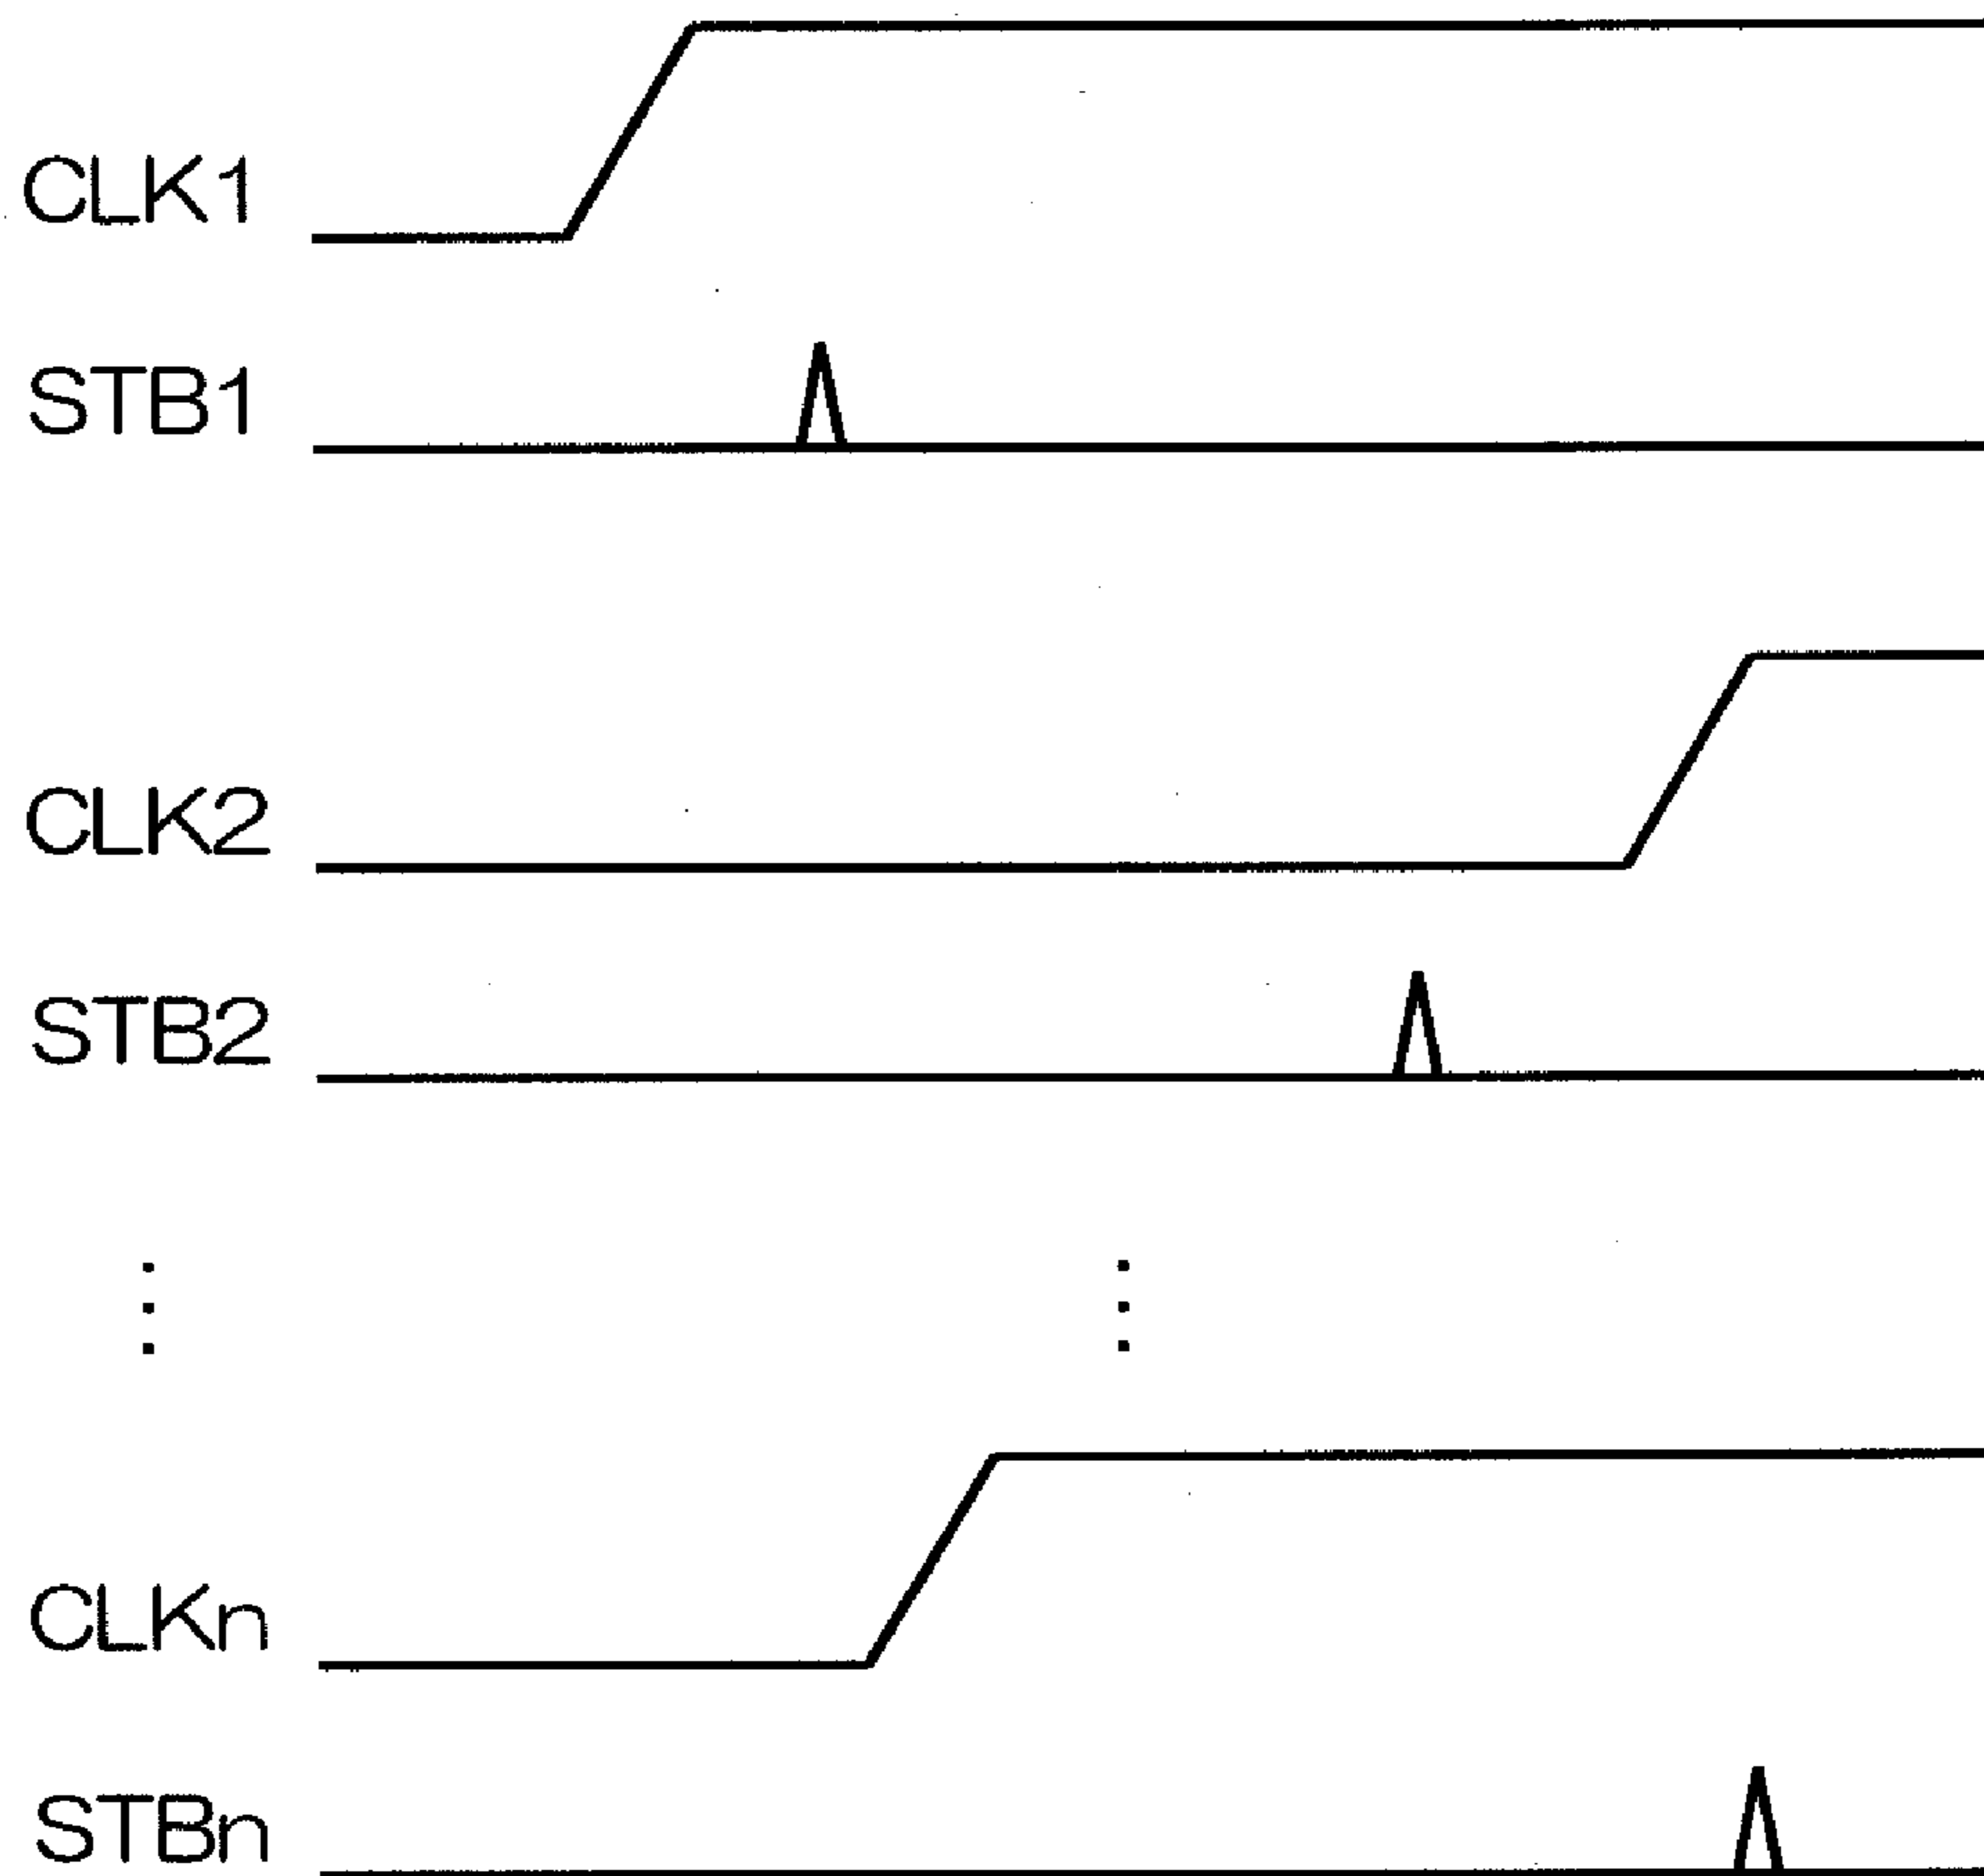 CLK1
STB1
CLK2
STB2
⋮ ⋮
CLKn
STBn